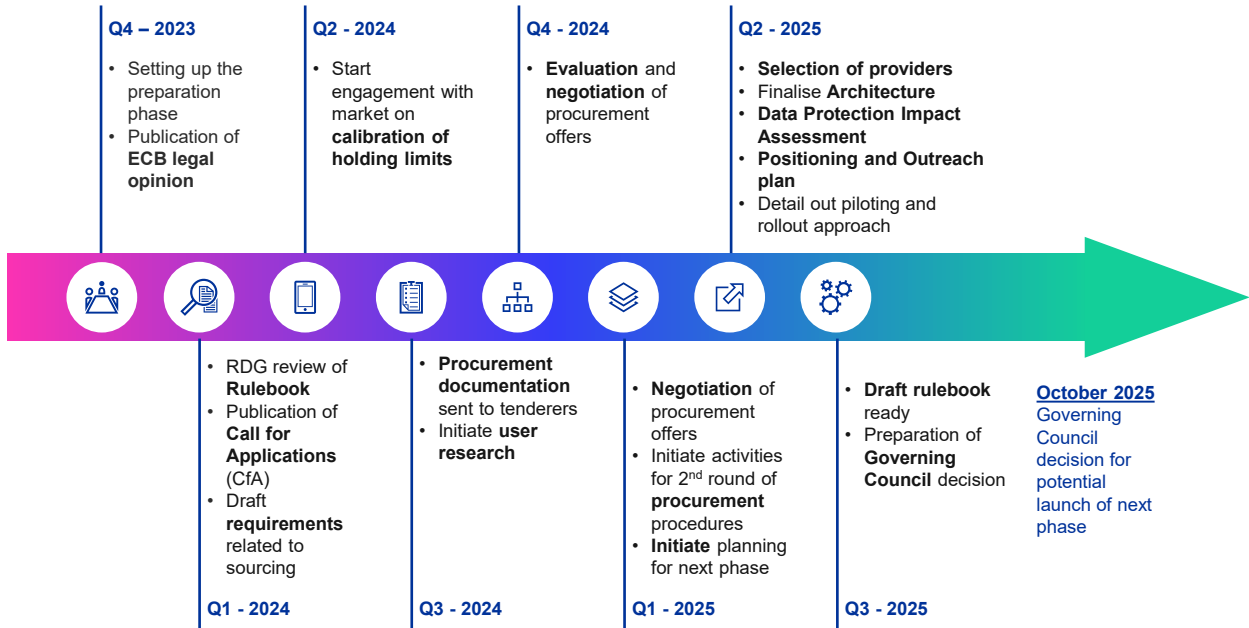 Q4 – 2023
• Setting up the
preparation
phase
• Publication of
ECB legal
opinion
Q2 - 2024
• Start
engagement with
market on
calibration of
holding limits
Q4 - 2024
• Evaluation and
negotiation of
procurement
offers
Q2 - 2025
• Selection of providers
• Finalise Architecture
• Data Protection Impact
Assessment
• Positioning and Outreach
plan
• Detail out piloting and
rollout approach
• RDG review of
Rulebook
• Publication of
Call for
Applications
(CfA)
• Draft
requirements
related to
sourcing
Q1 - 2024
• Procurement
documentation
sent to tenderers
• Initiate user
research
Q3 - 2024
• Negotiation of
procurement
offers
• Initiate activities
for 2nd round of
procurement
procedures
• Initiate planning
for next phase
Q1 - 2025
• Draft rulebook
ready
• Preparation of
Governing
Council decision
Q3 - 2025
October 2025
Governing
Council
decision for
potential
launch of next
phase